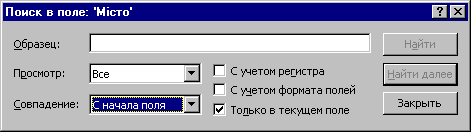 Поиск в поле: 'Місто'
Образец:
Найти
Просмотр: Все
С учетом регистра
Найти далее
С учетом формата полей
Совпадение: С начала поля
Только в текущем поле
Закрыть